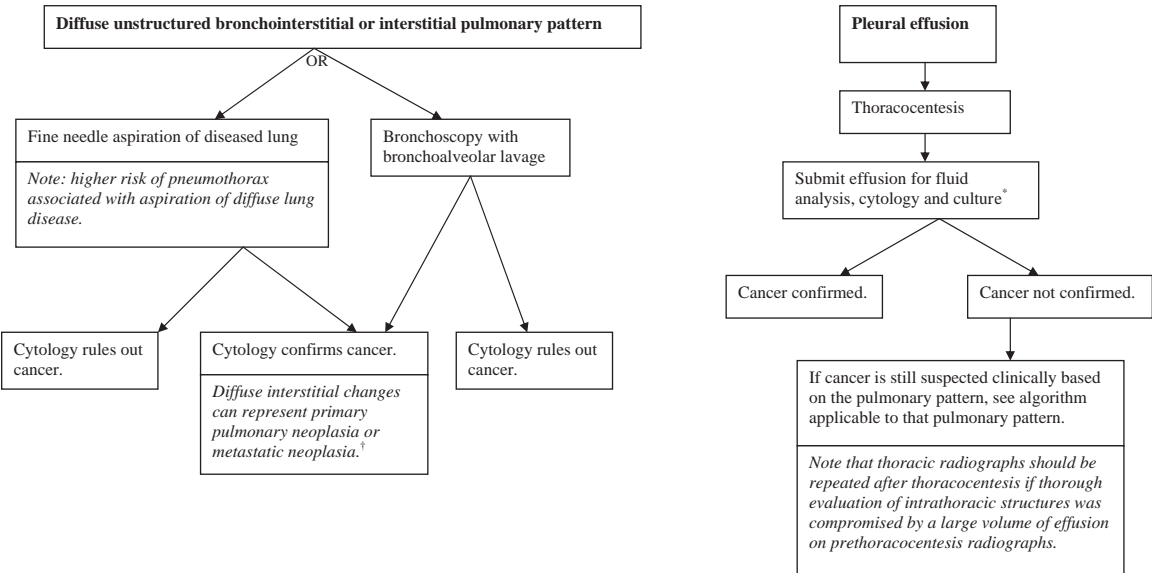 Diffuse unstructured bronchointerstitial or interstitial pulmonary pattern
OR
Fine needle aspiration of diseased lung
Note: higher risk of pneumothorax
associated with aspiration of diffuse lung
disease.
Bronchoscopy with
bronchoalveolar lavage
Cytology rules out
cancer.
Cytology confirms cancer.
Diffuse interstitial changes
can represent primary
pulmonary neoplasia or
metastatic neoplasia.†
Cytology rules out
cancer.
Pleural effusion
Thoracocentesis
Submit effusion for fluid
analysis, cytology and culture*
Cancer confirmed.
Cancer not confirmed.
If cancer is still suspected clinically based
on the pulmonary pattern, see algorithm
applicable to that pulmonary pattern.
Note that thoracic radiographs should be
repeated after thoracocentesis if thorough
evaluation of intrathoracic structures was
compromised by a large volume of effusion
on prethoracocentesis radiographs.